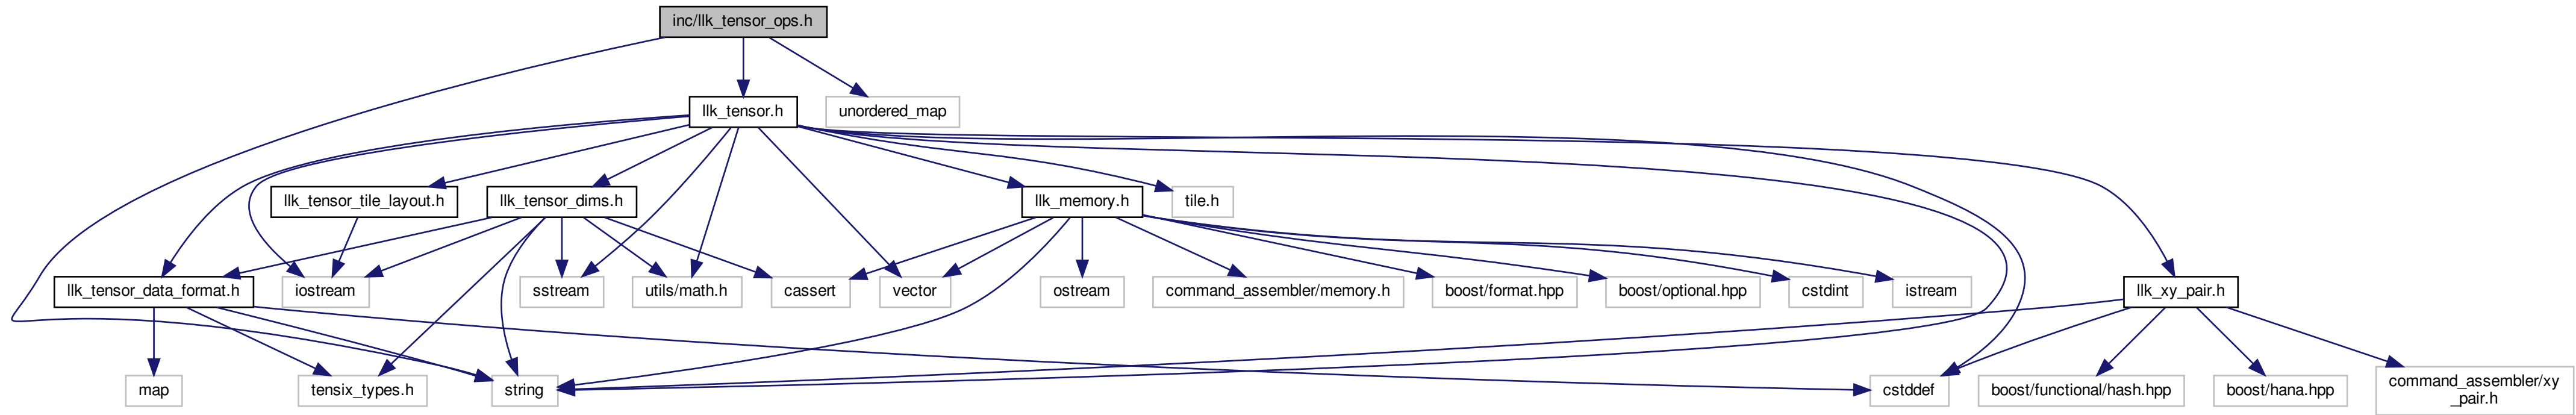 inc/llk_tensor_ops.h
llk_tensor.h
unordered_map
llk_tensor_tile_layout.h
llk_tensor_dims.h
llk_memory.h
tile.h
llk_tensor_data_format.h
iostream
sstream
utils/math.h
cassert
vector
ostream
command_assembler/memory.h
boost/format.hpp
boost/optional.hpp
cstdint
istream
llk_xy_pair.h
map
tensix_types.h
string
cstddef
boost/functional/hash.hpp
boost/hana.hpp
command_assembler/xy
_pair.h